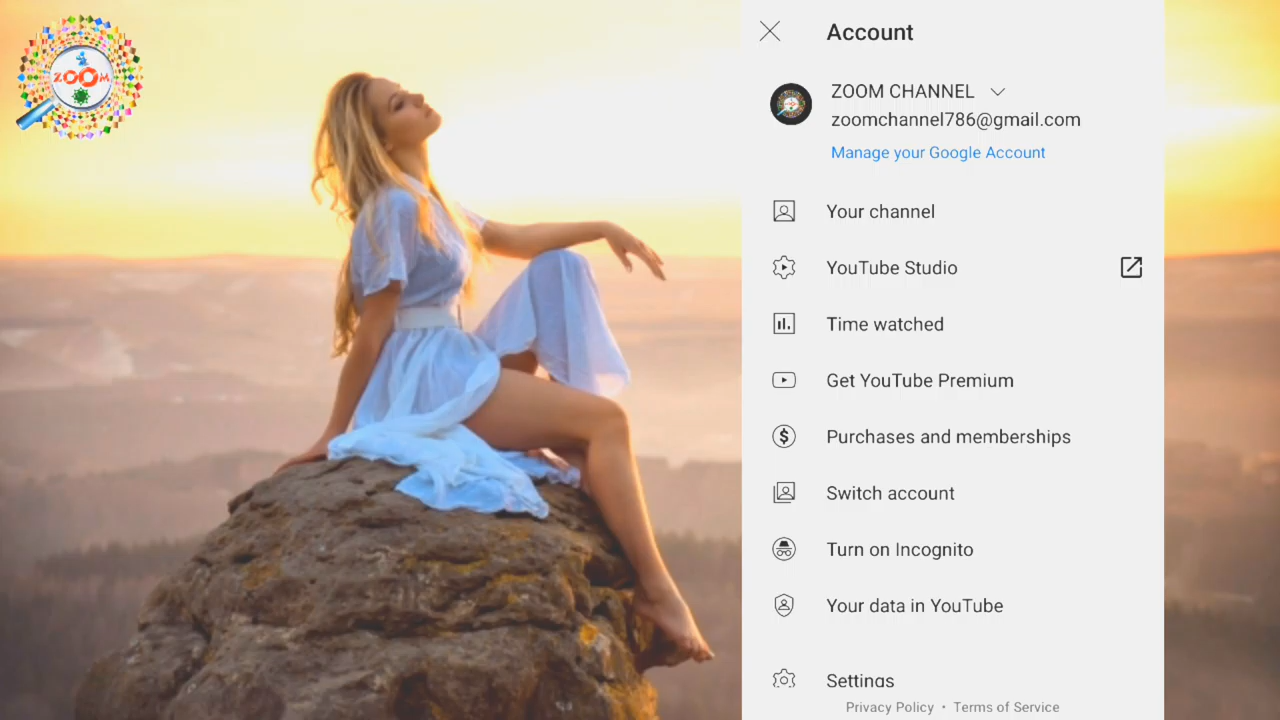 ZOOM
Account
ZOOM CHANNEL
zoomchannel786@gmail.com
Manage your Google Account
Your channel
YouTube Studio
Time watched
Get YouTube Premium
Purchases and memberships
Switch account
Turn on Incognito
Your data in YouTube
Settings
Privacy Policy • Terms of Service